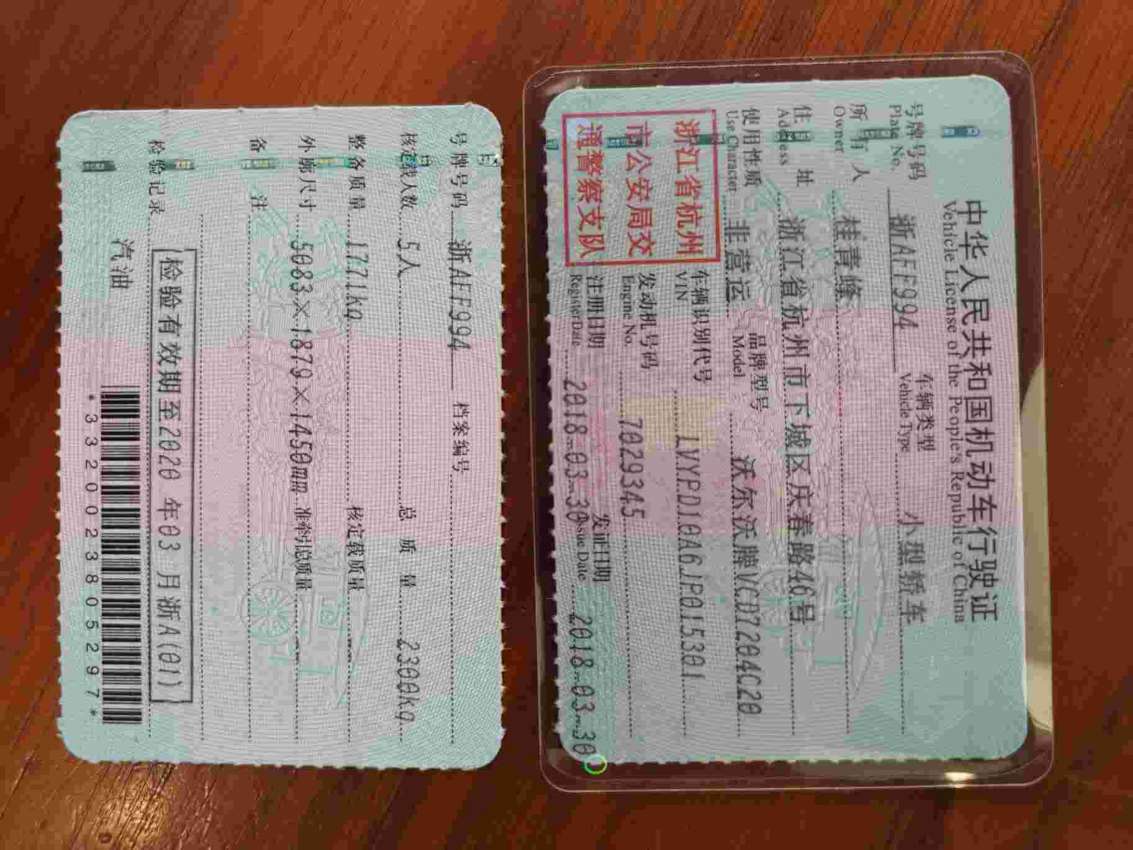 中华人民共和国机动车行驶证
Vehicle License of the People's Republic of China
号牌号码 浙AFF994 车辆类型 小型轿车
Plate No. Vehicle Type
所有人 桂青峰
Owner
住址 浙江省杭州市下城区庆春路46号
Address
使用性质 非营运 品牌型号 沃尔沃牌VCD7204C20
Use Character Model
浙江省杭州
市公安局交
通警察支队
车辆识别代号 LVYPD10A6JP015301
VIN
发动机号码 7029345
Engine No.
注册日期 2018-03-30 发证日期 2018-03-30
Register Date Issue Date
号牌号码 浙AFF994 档案编号
核定载人数 5人 总质量 2300kg
整备质量 1771kg 核定载质量
外廓尺寸 5083×1879×1450mm 准牵引总质量
备注
检验记录 检验有效期至2020年03月浙A(01)
汽油 *3320023805297*